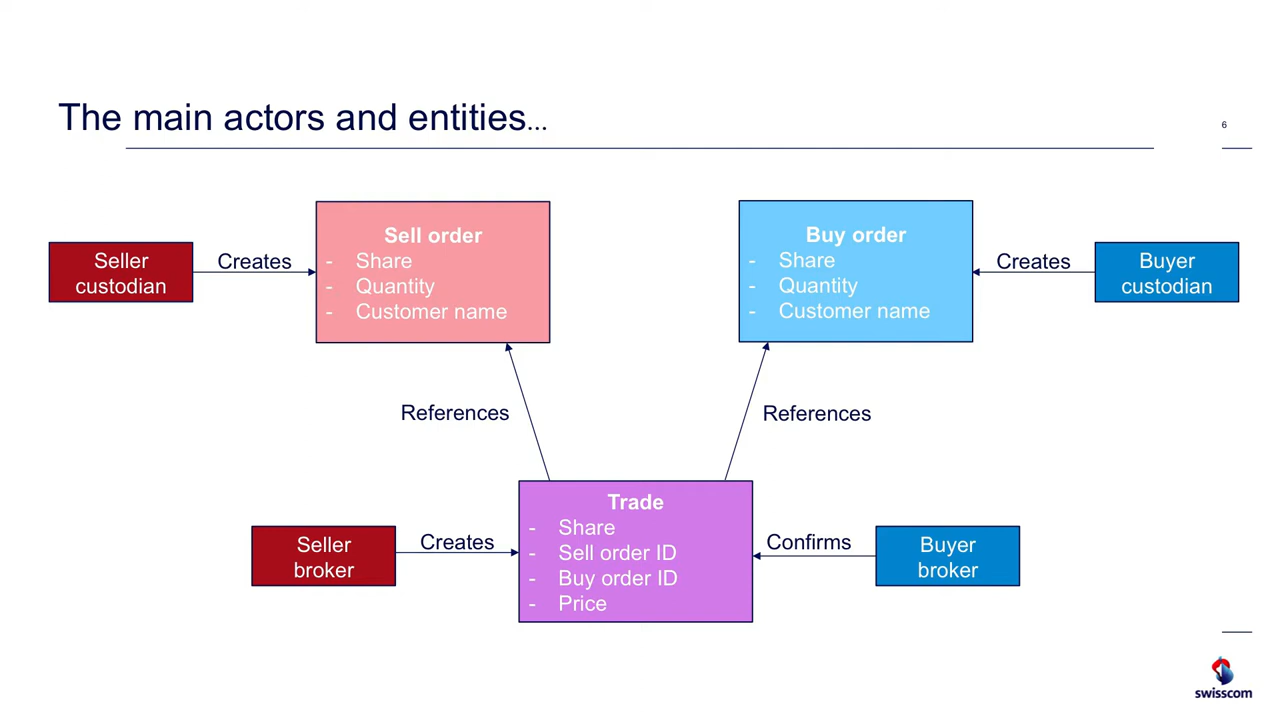 The main actors and entities...
6
Sell order
- Share
- Quantity
- Customer name
Buy order
- Share
- Quantity
- Customer name
Seller
custodian
Creates
Creates
Buyer
custodian
References
References
Trade
- Share
- Sell order ID
- Buy order ID
- Price
Seller
broker
Creates
Confirms
Buyer
broker
swisscom